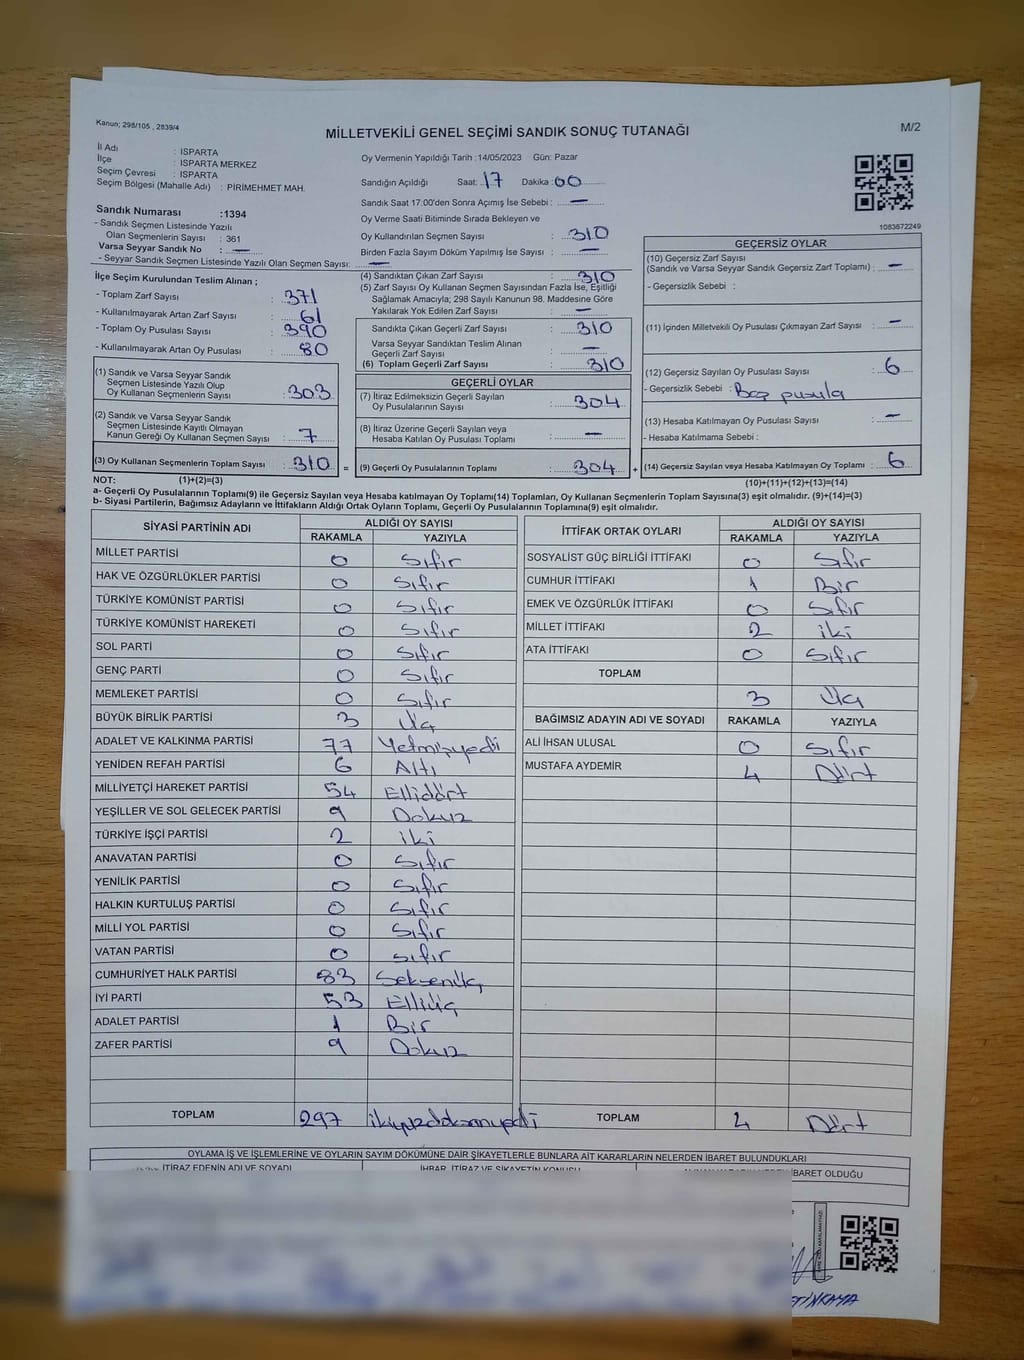 Kanun; 298/105 , 2839/4
MİLLETVEKİLİ GENEL SEÇİMİ SANDIK SONUÇ TUTANAĞI
M/2
İl Adı : ISPARTA
İlçe : ISPARTA MERKEZ
Seçim Çevresi : ISPARTA
Seçim Bölgesi (Mahalle Adı) : PİRİMEHMET MAH.
Sandık Numarası :1394
- Sandık Seçmen Listesinde Yazılı
Olan Seçmenlerin Sayısı : 361
Varsa Seyyar Sandık No : —
- Seyyar Sandık Seçmen Listesinde Yazılı Olan Seçmen Sayısı: —
Oy Vermenin Yapıldığı Tarih :14/05/2023 Gün: Pazar
Sandığın Açıldığı Saat: 17 Dakika: 00
Sandık Saat 17.00'den Sonra Açımış İse Sebebi : —
Oy Verme Saati Bitiminde Sırada Bekleyen ve
Oy Kullandırılan Seçmen Sayısı : 310
Birden Fazla Sayım Döküm Yapılmış İse Sayısı : —
1083672249
İlçe Seçim Kurulundan Teslim Alınan ;
- Toplam Zarf Sayısı : 371
- Kullanılmayarak Artan Zarf Sayısı : 61
- Toplam Oy Pusulası Sayısı : 390
- Kullanılmayarak Artan Oy Pusulası : 80
(1) Sandık ve Varsa Seyyar Sandık
Seçmen Listesinde Yazılı Olup
Oy Kullanan Seçmenlerin Sayısı : 303
(2) Sandık ve Varsa Seyyar Sandık
Seçmen Listesinde Kayıtlı Olmayan
Kanun Gereği Oy Kullanan Seçmen Sayısı : 7
(3) Oy Kullanan Seçmenlerin Toplam Sayısı : 310 =
(4) Sandıktan Çıkan Zarf Sayısı : 310
(5) Zarf Sayısı Oy Kullanan Seçmen Sayısından Fazla İse, Eşitliği
Sağlamak Amacıyla; 298 Sayılı Kanunun 98. Maddesine Göre
Yakılarak Yok Edilen Zarf Sayısı : —
Sandıkta Çıkan Geçerli Zarf Sayısı : 310
Varsa Seyyar Sandıktan Teslim Alınan
Geçerli Zarf Sayısı : —
(6) Toplam Geçerli Zarf Sayısı : 310
GEÇERLİ OYLAR
(7) İtiraz Edilmeksizin Geçerli Sayılan
Oy Pusulalarının Sayısı : 304
(8) İtiraz Üzerine Geçerli Sayılan veya
Hesaba Katılan Oy Pusulası Toplamı : —
(9) Geçerli Oy Pusulalarının Toplamı : 304 +
GEÇERSİZ OYLAR
(10) Geçersiz Zarf Sayısı
(Sandık ve Varsa Seyyar Sandık Geçersiz Zarf Toplamı) : —
- Geçersizlik Sebebi :
(11) İçinden Milletvekili Oy Pusulası Çıkmayan Zarf Sayısı : —
(12) Geçersiz Sayılan Oy Pusulası Sayısı : 6
- Geçersizlik Sebebi : Boş pusula
(13) Hesaba Katılmayan Oy Pusulası Sayısı : —
- Hesaba Katılmama Sebebi :
(14) Geçersiz Sayılan veya Hesaba Katılmayan Oy Toplamı : 6
NOT: (1)+(2)=(3) (10)+(11)+(12)+(13)=(14)
a- Geçerli Oy Pusulalarının Toplamı(9) ile Geçersiz Sayılan veya Hesaba katılmayan Oy Toplamı(14) Toplamları, Oy Kullanan Seçmenlerin Toplam Sayısına(3) eşit olmalıdır. (9)+(14)=(3)
b- Siyasi Partilerin, Bağımsız Adayların ve İttifakların Aldığı Ortak Oyların Toplamı, Geçerli Oy Pusulalarının Toplamına(9) eşit olmalıdır.
SİYASİ PARTİNİN ADI ALDIĞI OY SAYISI
RAKAMLA YAZIYLA
MİLLET PARTİSİ 0 Sıfır
HAK VE ÖZGÜRLÜKLER PARTİSİ 0 Sıfır
TÜRKİYE KOMÜNİST PARTİSİ 0 Sıfır
TÜRKİYE KOMÜNİST HAREKETİ 0 Sıfır
SOL PARTİ 0 Sıfır
GENÇ PARTİ 0 Sıfır
MEMLEKET PARTİSİ 0 Sıfır
BÜYÜK BİRLİK PARTİSİ 3 Üç
ADALET VE KALKINMA PARTİSİ 77 Yetmişyedi
YENİDEN REFAH PARTİSİ 6 Altı
MİLLİYETÇİ HAREKET PARTİSİ 54 Ellidört
YEŞİLLER VE SOL GELECEK PARTİSİ 9 Dokuz
TÜRKİYE İŞÇİ PARTİSİ 2 iki
ANAVATAN PARTİSİ 0 Sıfır
YENİLİK PARTİSİ 0 Sıfır
HALKIN KURTULUŞ PARTİSİ 0 Sıfır
MİLLİ YOL PARTİSİ 0 Sıfır
VATAN PARTİSİ 0 Sıfır
CUMHURİYET HALK PARTİSİ 83 Seksenüç
İYİ PARTİ 53 Elliüç
ADALET PARTİSİ 1 Bir
ZAFER PARTİSİ 9 Dokuz
TOPLAM 297 ikiyüzdoksanyedi
İTTİFAK ORTAK OYLARI ALDIĞI OY SAYISI
RAKAMLA YAZIYLA
SOSYALİST GÜÇ BİRLİĞİ İTTİFAKI 0 Sıfır
CUMHUR İTTİFAKI 1 Bir
EMEK VE ÖZGÜRLÜK İTTİFAKI 0 Sıfır
MİLLET İTTİFAKI 2 iki
ATA İTTİFAKI 0 Sıfır
TOPLAM 3 Üç
BAĞIMSIZ ADAYIN ADI VE SOYADI RAKAMLA YAZIYLA
ALİ İHSAN ULUSAL 0 Sıfır
MUSTAFA AYDEMİR 4 Dört
TOPLAM 4 Dört
OYLAMA İŞ VE İŞLEMLERİNE VE OYLARIN SAYIM DÖKÜMÜNE DAİR ŞİKAYETLERLE BUNLARA AİT KARARLARIN NELERDEN İBARET BULUNDUKLARI
İTİRAZ EDENİN ADI VE SOYADI İHBAR, İTİRAZ VE ŞİKAYETİN KONUSU İBARET OLDUĞU